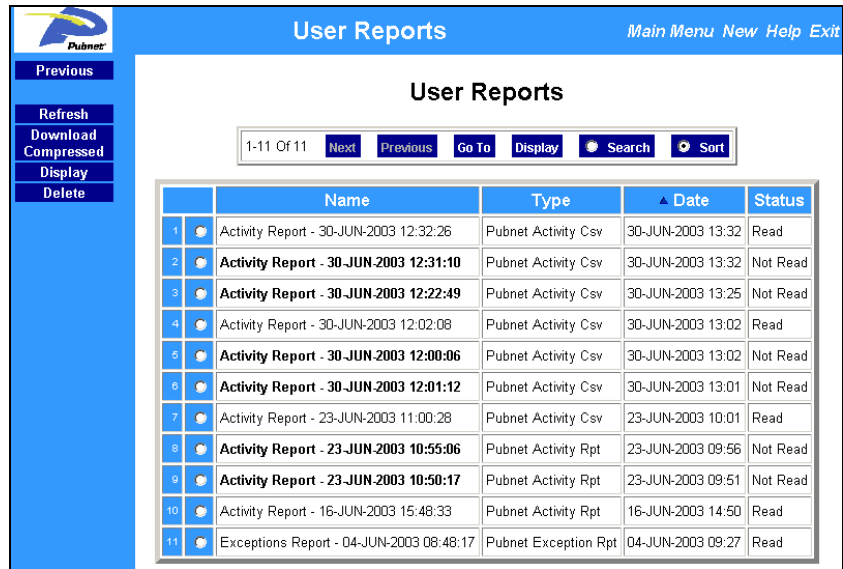 Pubnet
User Reports
Main Menu New Help Exit
Previous
Refresh
Download
Compressed
Display
Delete
User Reports
1-11 Of 11 Next Previous Go To Display Search Sort
Name Type Date Status
1 Activity Report - 30-JUN-2003 12:32:26 Pubnet Activity Csv 30-JUN-2003 13:32 Read
2 Activity Report - 30-JUN-2003 12:31:10 Pubnet Activity Csv 30-JUN-2003 13:32 Not Read
3 Activity Report - 30-JUN-2003 12:22:49 Pubnet Activity Csv 30-JUN-2003 13:25 Not Read
4 Activity Report - 30-JUN-2003 12:02:08 Pubnet Activity Csv 30-JUN-2003 13:02 Read
5 Activity Report - 30-JUN-2003 12:00:06 Pubnet Activity Csv 30-JUN-2003 13:02 Not Read
6 Activity Report - 30-JUN-2003 12:01:12 Pubnet Activity Csv 30-JUN-2003 13:01 Not Read
7 Activity Report - 23-JUN-2003 11:00:28 Pubnet Activity Csv 23-JUN-2003 10:01 Read
8 Activity Report - 23-JUN-2003 10:55:06 Pubnet Activity Rpt 23-JUN-2003 09:56 Not Read
9 Activity Report - 23-JUN-2003 10:50:17 Pubnet Activity Rpt 23-JUN-2003 09:51 Not Read
10 Activity Report - 16-JUN-2003 15:48:33 Pubnet Activity Rpt 16-JUN-2003 14:50 Read
11 Exceptions Report - 04-JUN-2003 08:48:17 Pubnet Exception Rpt 04-JUN-2003 09:27 Read